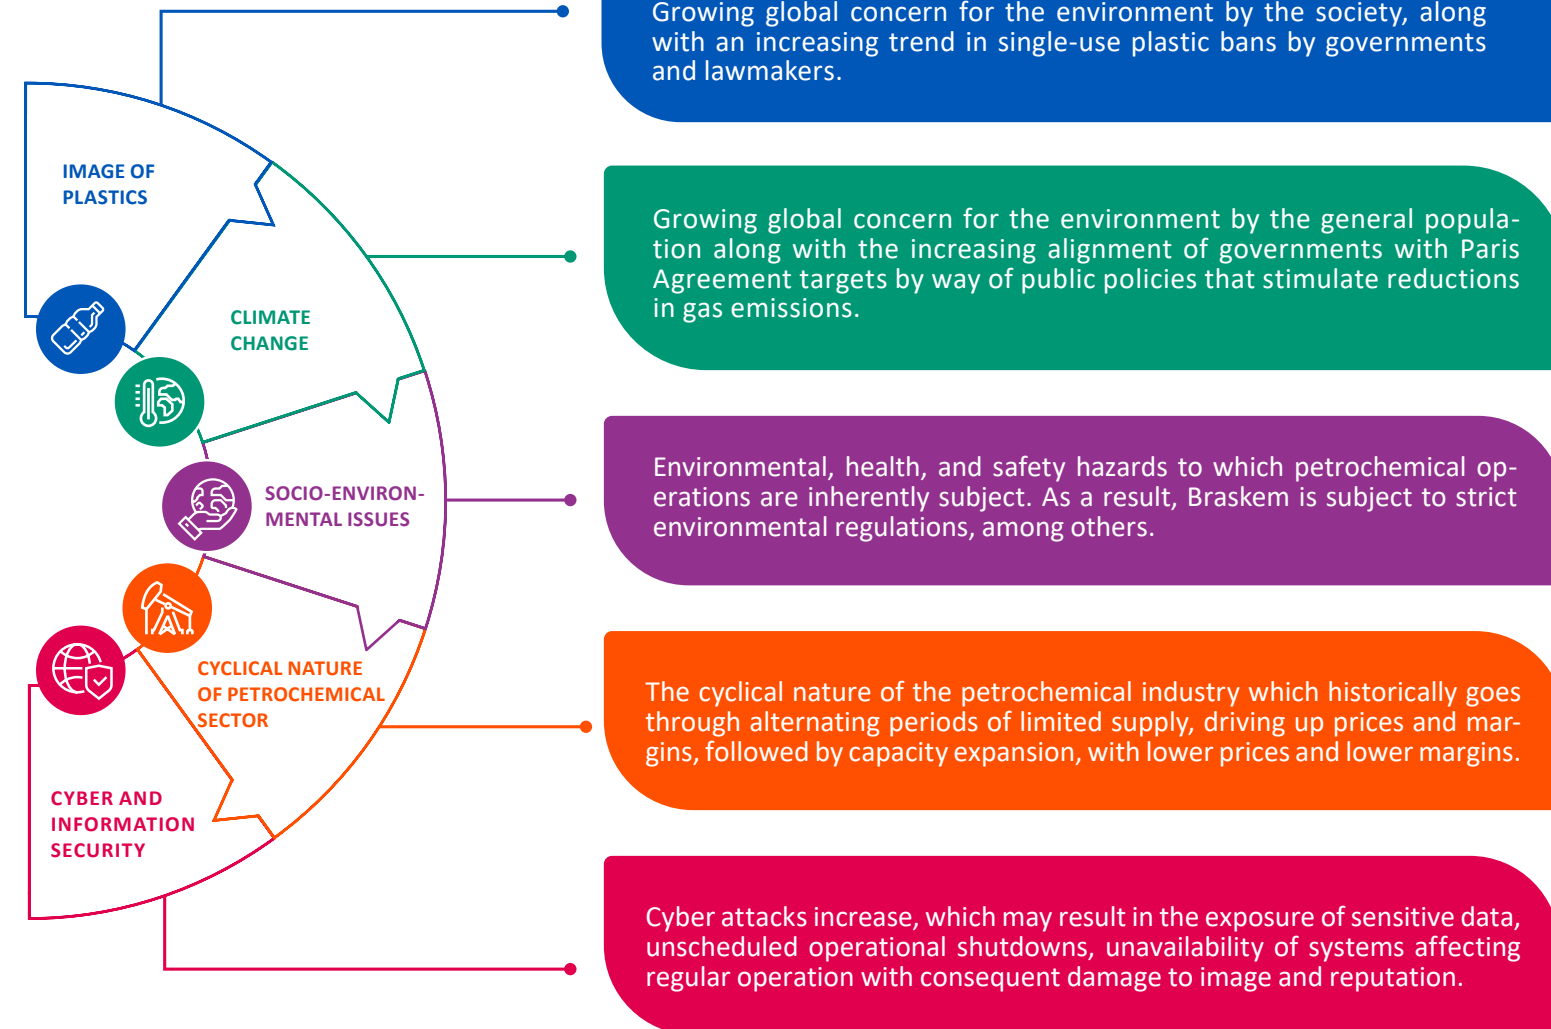 Growing global concern for the environment by the society, along
with an increasing trend in single-use plastic bans by governments
and lawmakers.
IMAGE OF
PLASTICS
Growing global concern for the environment by the general popula-
tion along with the increasing alignment of governments with Paris
Agreement targets by way of public policies that stimulate reductions
in gas emissions.
CLIMATE
CHANGE
Environmental, health, and safety hazards to which petrochemical op-
erations are inherently subject. As a result, Braskem is subject to strict
environmental regulations, among others.
SOCIO-ENVIRON-
MENTAL ISSUES
The cyclical nature of the petrochemical industry which historically goes
through alternating periods of limited supply, driving up prices and mar-
gins, followed by capacity expansion, with lower prices and lower margins.
CYCLICAL NATURE
OF PETROCHEMICAL
SECTOR
CYBER AND
INFORMATION
SECURITY
Cyber attacks increase, which may result in the exposure of sensitive data,
unscheduled operational shutdowns, unavailability of systems affecting
regular operation with consequent damage to image and reputation.